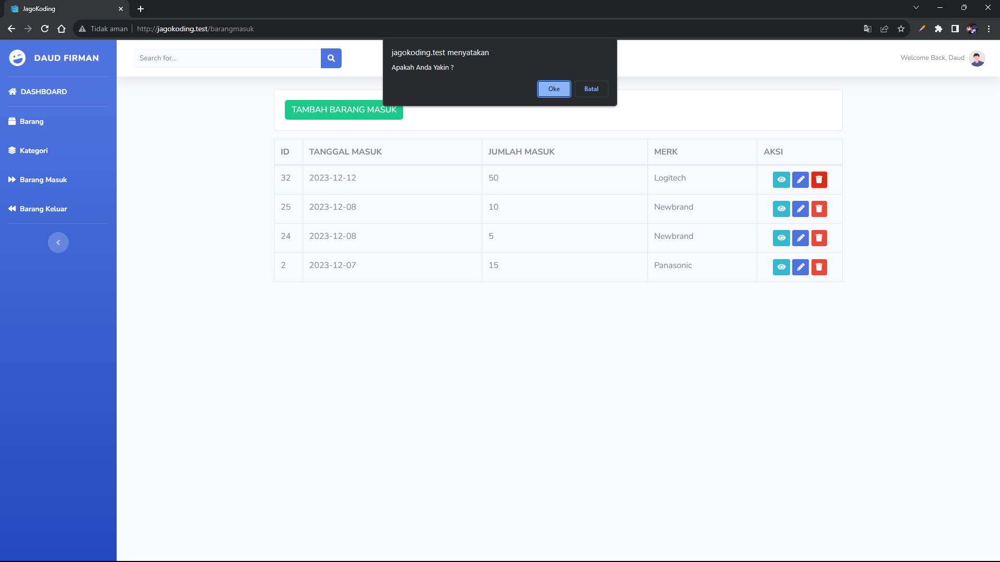 JagoKoding
Tidak aman
http://jagokoding.test/barangmasuk
DAUD FIRMAN
Search for...
jagokoding.test menyatakan
Apakah Anda Yakin ?
Oke
Batal
Welcome Back, Daud
DASHBOARD
Barang
Kategori
Barang Masuk
Barang Keluar
TAMBAH BARANG MASUK
ID TANGGAL MASUK JUMLAH MASUK MERK AKSI
32 2023-12-12 50 Logitech
25 2023-12-08 10 Newbrand
24 2023-12-08 5 Newbrand
2 2023-12-07 15 Panasonic